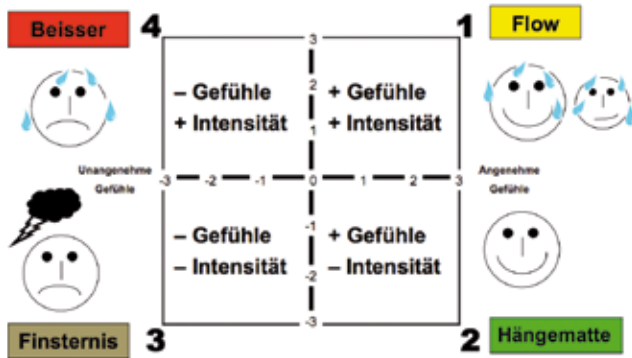 Beisser 4
1 Flow
3
– Gefühle
+ Intensität
2
1
+ Gefühle
+ Intensität
Unangenehme
Gefühle
-3 -2 -1 0 1 2 3
Angenehme
Gefühle
– Gefühle
– Intensität
-1
-2
-3
+ Gefühle
– Intensität
Finsternis 3
2 Hängematte